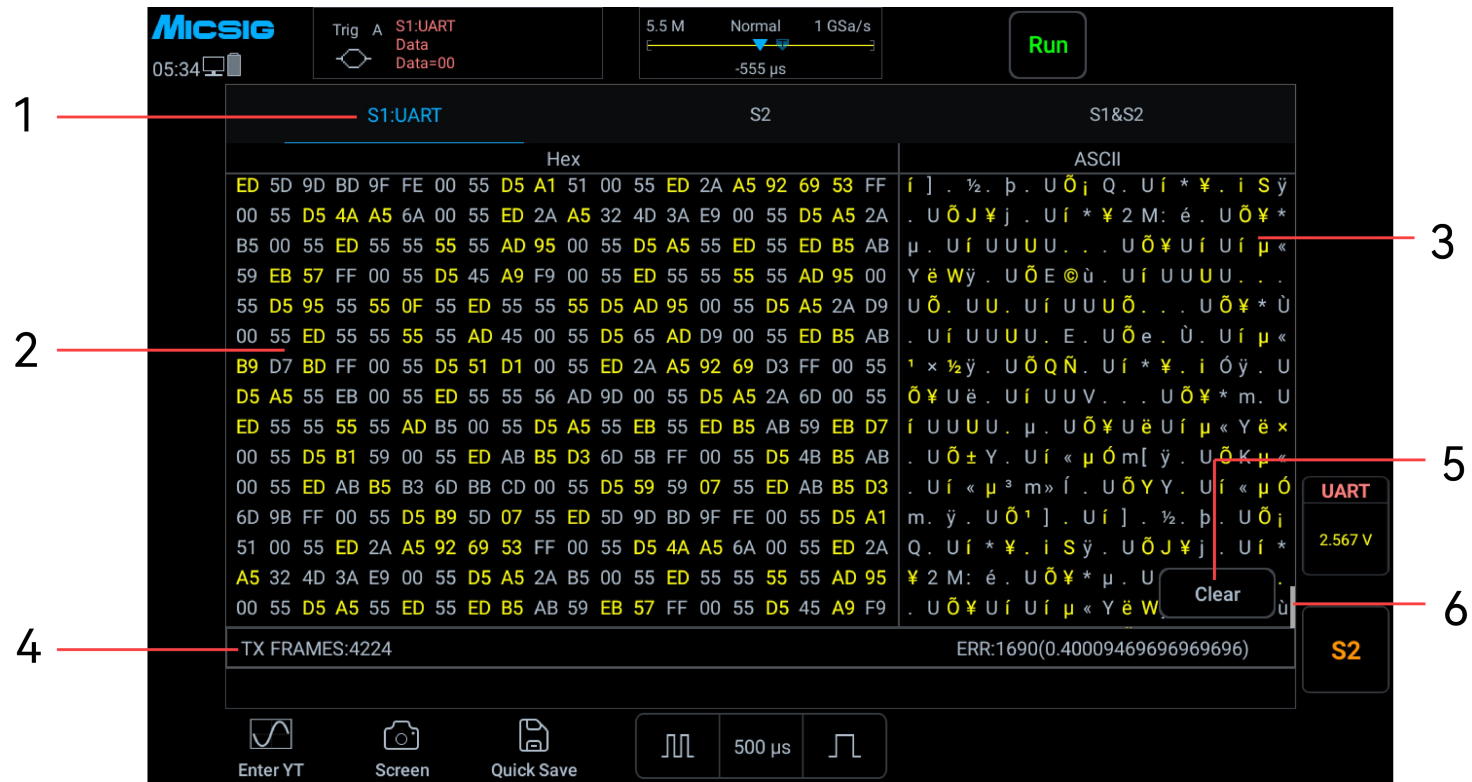 MICSIG
Trig A S1:UART
Data
Data=00
5.5 M Normal 1 GSa/s
T
-555 µs
Run
05:34
1
S1:UART S2 S1&S2
Hex ASCII
ED 5D 9D BD 9F FE 00 55 D5 A1 51 00 55 ED 2A A5 92 69 53 FF í ] . ½ . þ . U Õ ¡ Q . U í * ¥ . i S ÿ
00 55 D5 4A A5 6A 00 55 ED 2A A5 32 4D 3A E9 00 55 D5 A5 2A . U Õ J ¥ j . U í * ¥ 2 M : é . U Õ ¥ *
B5 00 55 ED 55 55 55 55 AD 95 00 55 D5 A5 55 ED 55 ED B5 AB µ . U í U U U U . . . U Õ ¥ U í U í µ «
3
59 EB 57 FF 00 55 D5 45 A9 F9 00 55 ED 55 55 55 55 AD 95 00 Y ë W ÿ . U Õ E © ù . U í U U U U . . .
55 D5 95 55 55 0F 55 ED 55 55 55 D5 AD 95 00 55 D5 A5 2A D9 U Õ . U U . U í U U U Õ . . . U Õ ¥ * Ù
00 55 ED 55 55 55 55 AD 45 00 55 D5 65 AD D9 00 55 ED B5 AB . U í U U U U . E . U Õ e . Ù . U í µ «
2
B9 D7 BD FF 00 55 D5 51 D1 00 55 ED 2A A5 92 69 D3 FF 00 55 ¹ × ½ ÿ . U Õ Q Ñ . U í * ¥ . i Ó ÿ . U
D5 A5 55 EB 00 55 ED 55 55 56 AD 9D 00 55 D5 A5 2A 6D 00 55 Õ ¥ U ë . U í U U V . . . U Õ ¥ * m . U
ED 55 55 55 55 AD B5 00 55 D5 A5 55 EB 55 ED B5 AB 59 EB D7 í U U U U . µ . U Õ ¥ U ë U í µ « Y ë ×
00 55 D5 B1 59 00 55 ED AB B5 D3 6D 5B FF 00 55 D5 4B B5 AB . U Õ ± Y . U í « µ Ó m [ ÿ . U Õ K µ «
5
00 55 ED AB B5 B3 6D BB CD 00 55 D5 59 59 07 55 ED AB B5 D3 . U í « µ ³ m » Í . U Õ Y Y . U í « µ Ó
UART
6D 9B FF 00 55 D5 B9 5D 07 55 ED 5D 9D BD 9F FE 00 55 D5 A1 m . ÿ . U Õ ¹ ] . U í ] . ½ . þ . U Õ ¡
51 00 55 ED 2A A5 92 69 53 FF 00 55 D5 4A A5 6A 00 55 ED 2A Q . U í * ¥ . i S ÿ . U Õ J ¥ j . U í *
2.567 V
A5 32 4D 3A E9 00 55 D5 A5 2A B5 00 55 ED 55 55 55 55 AD 95 ¥ 2 M : é . U Õ ¥ * µ . U .
00 55 D5 A5 55 ED 55 ED B5 AB 59 EB 57 FF 00 55 D5 45 A9 F9 . U Õ ¥ U í U í µ « Y ë W ù
Clear
6
4
TX FRAMES:4224 ERR:1690(0.40009469696969696)
S2
500 µs
Enter YT Screen Quick Save